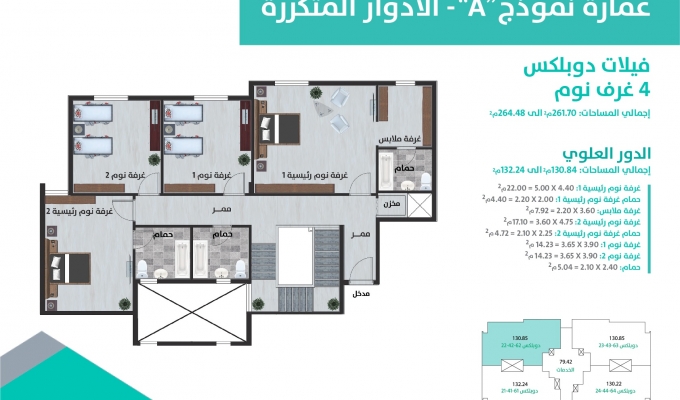 عمارة نموذج "A" - الأدوار المتكررة
فيلات دوبلكس
4 غرف نوم
إجمالي المساحات: 261.70م² الى 264.48م²
الدور العلوي
إجمالي المساحات: 130.84م² الى 132.24م²
غرفة نوم رئيسية 1: 4.40 X 5.00 = 22.00م²
حمام غرفة نوم رئيسية 1: 2.00 X 2.20 = 4.40م²
غرفة ملابس: 3.60 X 2.20 = 7.92م²
غرفة نوم رئيسية 2: 4.75 X 3.60 = 17.10م²
حمام غرفة نوم رئيسية 2: 2.25 X 2.10 = 4.72م²
غرفة نوم 1: 3.90 X 3.65 = 14.23م²
غرفة نوم 2: 3.90 X 3.65 = 14.23م²
حمام: 2.40 X 2.10 = 5.04م²
غرفة ملابس
غرفة نوم رئيسية 1
غرفة نوم 1
غرفة نوم 2
حمام
مخزن
غرفة نوم رئيسية 2
ممر
حمام
حمام
ممر
مدخل
130.85
دوبلكس 62-42-22
130.85
دوبلكس 63-43-23
79.42
الخدمات
132.24
دوبلكس 61-41-21
130.22
دوبلكس 64-44-24